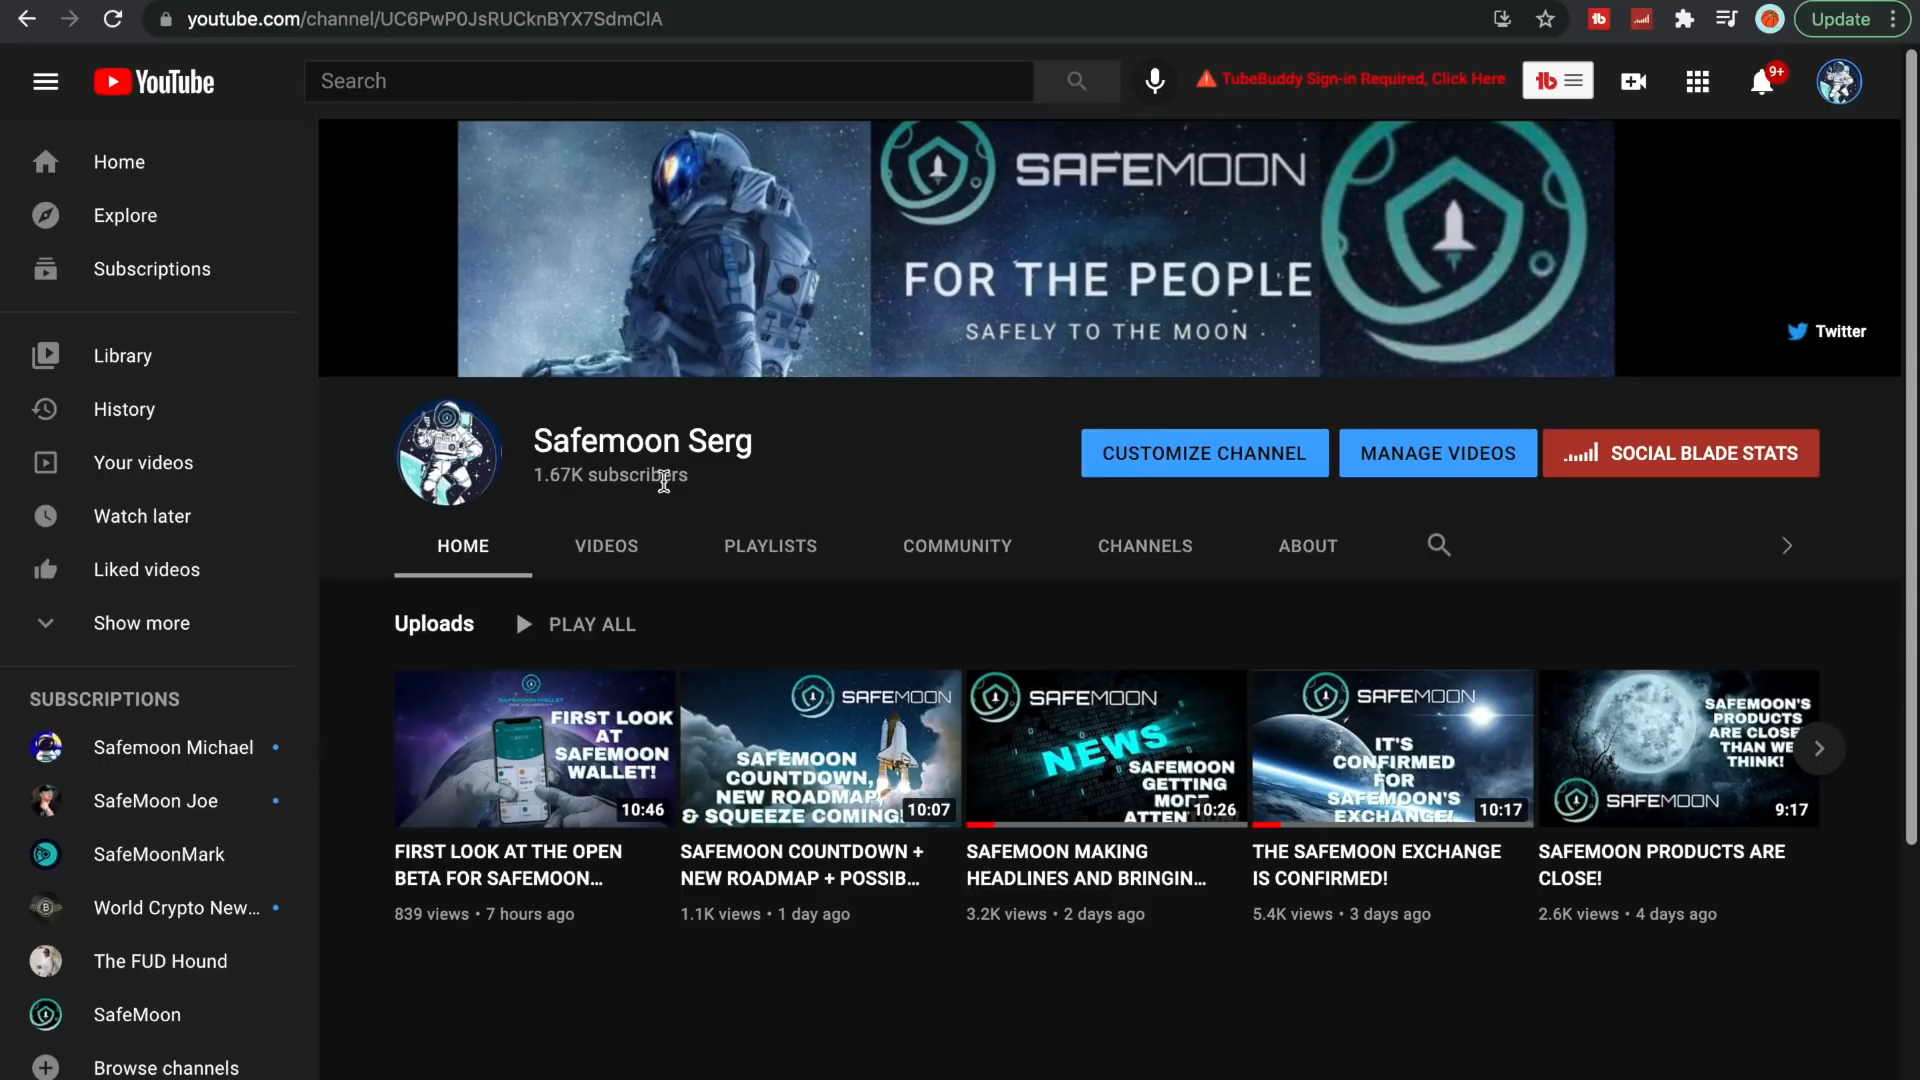 youtube.com/channel/UC6PwP0JsRUCknBYX7SdmClA
Update
YouTube
Search
TubeBuddy Sign-in Required, Click Here
tb
9+
Home
Explore
Subscriptions
Library
History
Your videos
Watch later
Liked videos
Show more
SUBSCRIPTIONS
Safemoon Michael
SafeMoon Joe
SafeMoonMark
World Crypto New...
The FUD Hound
SafeMoon
Browse channels
SAFEMOON
FOR THE PEOPLE
SAFELY TO THE MOON
Twitter
Safemoon Serg
1.67K subscribers
CUSTOMIZE CHANNEL
MANAGE VIDEOS
SOCIAL BLADE STATS
HOME
VIDEOS
PLAYLISTS
COMMUNITY
CHANNELS
ABOUT
Uploads
PLAY ALL
FIRST LOOK
AT
SAFEMOON
WALLET!
10:46
FIRST LOOK AT THE OPEN
BETA FOR SAFEMOON...
839 views • 7 hours ago
SAFEMOON
SAFEMOON
COUNTDOWN,
NEW ROADMAP
& SQUEEZE COMING!
10:07
SAFEMOON COUNTDOWN +
NEW ROADMAP + POSSIB...
1.1K views • 1 day ago
SAFEMOON
NEWS
SAFEMOON
GETTING
MORE
ATTEN
10:26
SAFEMOON MAKING
HEADLINES AND BRINGIN...
3.2K views • 2 days ago
SAFEMOON
IT'S
CONFIRMED
FOR
SAFEMOON'S
EXCHANGE!
10:17
THE SAFEMOON EXCHANGE
IS CONFIRMED!
5.4K views • 3 days ago
SAFEMOON'S
PRODUCTS
ARE CLOSE
THAN WE
THINK!
SAFEMOON
9:17
SAFEMOON PRODUCTS ARE
CLOSE!
2.6K views • 4 days ago